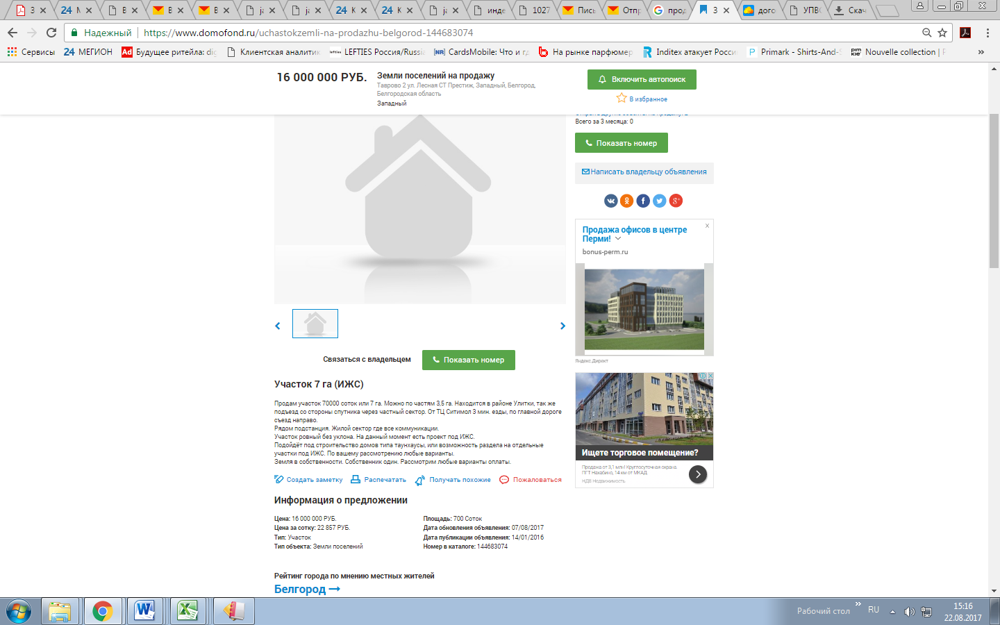 З
М
В
В
В
ја
ја
К
К
ја
инде
1027
Пись
Отпр
прод
З
дого
УПВ
Скач
Надежный
https://www.domofond.ru/uchastokzemli-na-prodazhu-belgorod-144683074
Сервисы
24 МЕГИОН
Ad Будущее ритейла: di
Клиентская аналитик
LEFTIES Россия/Russia
CardsMobile: Что и г
На рынке парфюмер
Inditex атакует Росси
Primark - Shirts-And-S
Nouvelle collection | P
»
16 000 000 РУБ.
Земли поселений на продажу
Таврово 2 ул. Лесная СТ Престиж, Западный, Белгород,
Белгородская область
Западный
Включить автопоиск
В избранное
Всего за 3 месяца: 0
Показать номер
Написать владельцу объявления
Продажа офисов в центре
Перми!
bonus-perm.ru
Яндекс.Директ
Связаться с владельцем
Показать номер
Участок 7 га (ИЖС)
Продам участок 70000 соток или 7 га. Можно по частям 3,5 га. Находится в районе Улитки, так же
подъезд со стороны спутника через частный сектор. От ТЦ Ситимол 3 мин. езды, по главной дороге
съезд направо.
Рядом подстанция. Жилой сектор где все коммуникации.
Участок ровный без уклона. На данный момент есть проект под ИЖС.
Подойдёт под строительство домов типа таунхаусы, или возможность раздела на отдельные
участки под ИЖС. По вашему рассмотрению любые варианты.
Земля в собственности. Собственник один. Рассмотрим любые варианты оплаты.
Ищете торговое помещение?
Продажа от 3,1 млн! Круглосуточная охрана.
ПГТ Нахабино, 14 км от МКАД.
НДВ Недвижимость
Создать заметку
Распечатать
Получать похожие
Пожаловаться
Информация о предложении
Цена: 16 000 000 РУБ.
Площадь: 700 Соток
Цена за сотку: 22 857 РУБ.
Дата обновления объявления: 07/08/2017
Тип: Участок
Дата публикации объявления: 14/01/2016
Тип объекта: Земли поселений
Номер в каталоге: 144683074
Рейтинг города по мнению местных жителей
Белгород →
Рабочий стол
»
RU
15:16
22.08.2017